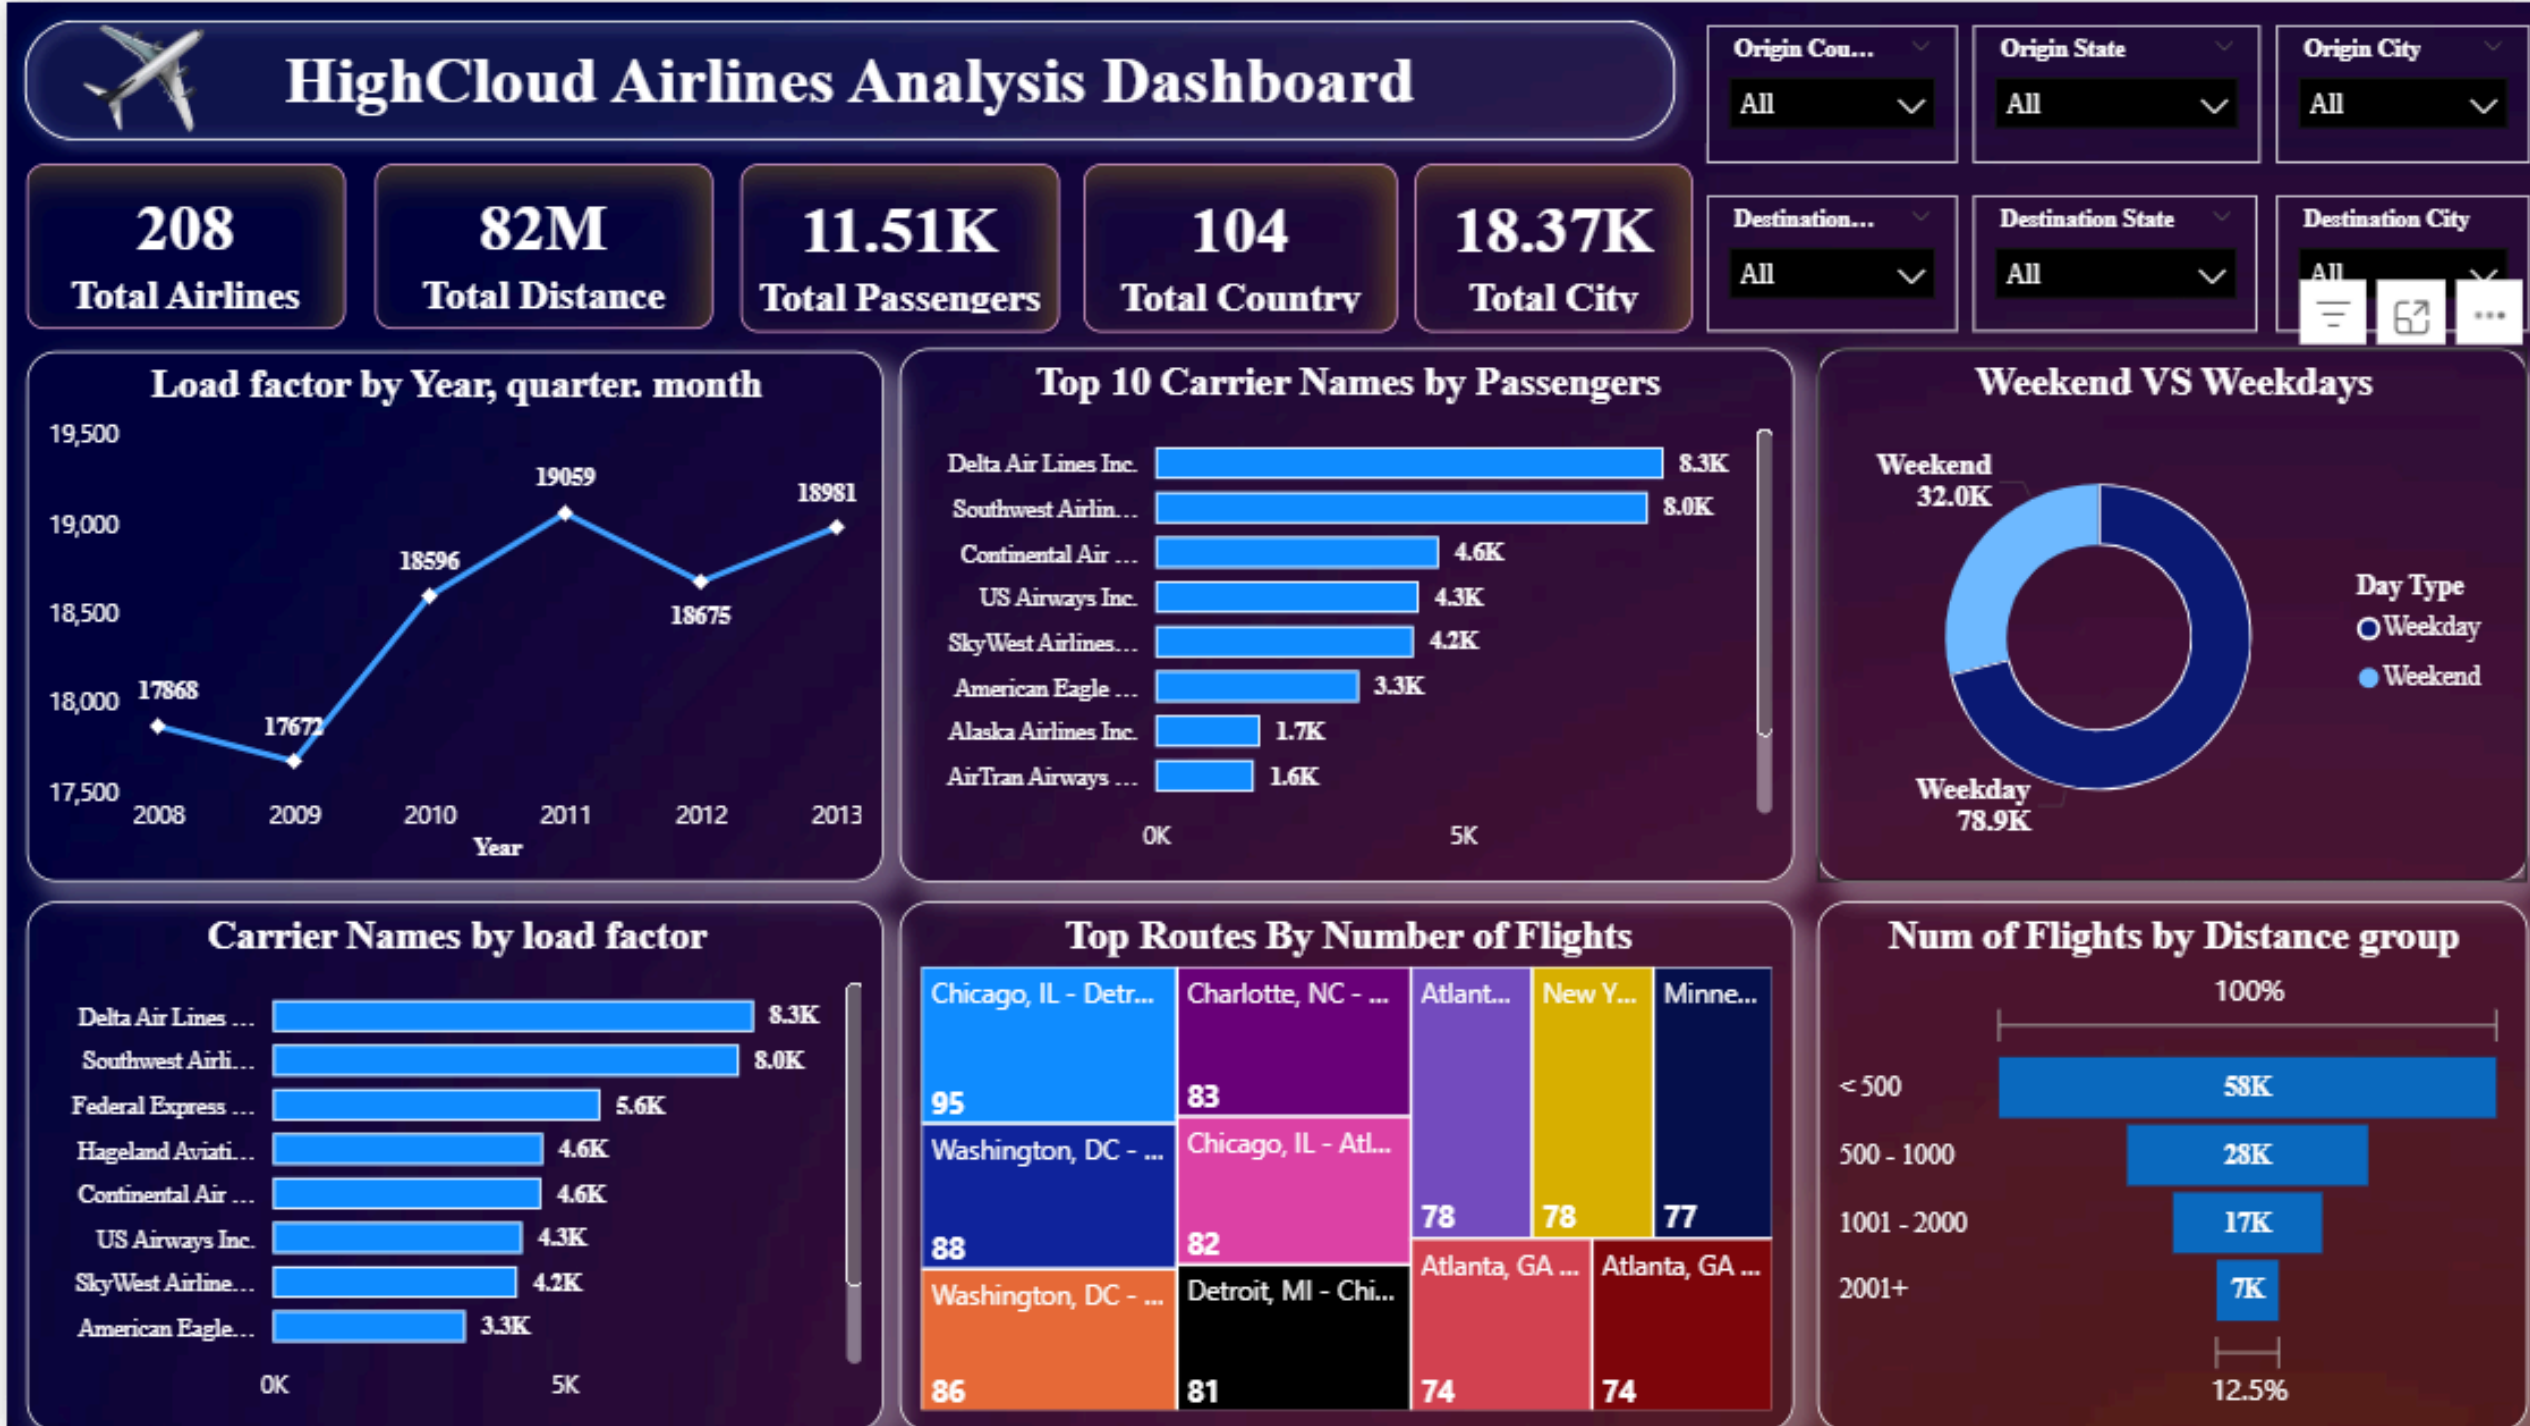 HighCloud Airlines Analysis Dashboard
Origin Cou...
All
Origin State
All
Origin City
All
208
Total Airlines
82M
Total Distance
11.51K
Total Passengers
104
Total Country
18.37K
Total City
Destination...
All
Destination State
All
Destination City
All
Load factor by Year, quarter. month
19,500
19,000
18,500
18,000
17,500
17868
17672
18596
19059
18675
18981
2008 2009 2010 2011 2012 2013
Year
Top 10 Carrier Names by Passengers
Delta Air Lines Inc. 8.3K
Southwest Airlin... 8.0K
Continental Air ... 4.6K
US Airways Inc. 4.3K
SkyWest Airlines... 4.2K
American Eagle ... 3.3K
Alaska Airlines Inc. 1.7K
AirTran Airways ... 1.6K
0K 5K
Weekend VS Weekdays
Weekend
32.0K
Weekday
78.9K
Day Type
Weekday
Weekend
Carrier Names by load factor
Delta Air Lines ... 8.3K
Southwest Airli... 8.0K
Federal Express ... 5.6K
Hageland Aviati... 4.6K
Continental Air ... 4.6K
US Airways Inc. 4.3K
SkyWest Airline... 4.2K
American Eagle... 3.3K
0K 5K
Top Routes By Number of Flights
Chicago, IL - Detr...
95
Washington, DC - ...
88
Washington, DC - ...
86
Charlotte, NC - ...
83
Chicago, IL - Atl...
82
Detroit, MI - Chi...
81
Atlant...
78
New Y...
78
Minne...
77
Atlanta, GA ...
74
Atlanta, GA ...
74
Num of Flights by Distance group
100%
< 500 58K
500 - 1000 28K
1001 - 2000 17K
2001+ 7K
12.5%